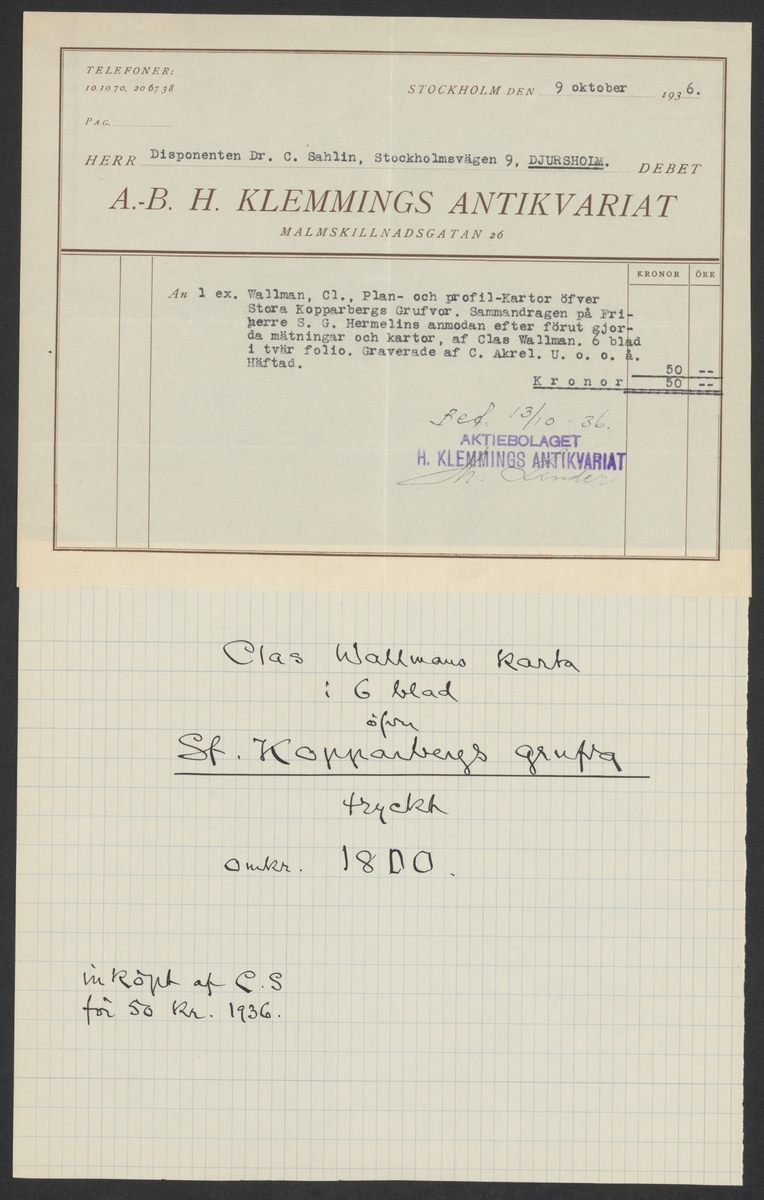 TELEFONER:
10 10 70, 20 67 38
STOCKHOLM DEN 9 oktober 1936.
PAG.
HERR Disponenten Dr. C. Sahlin, Stockholmsvägen 9, DJURSHOLM. DEBET
A.-B. H. KLEMMINGS ANTIKVARIAT
MALMSKILLNADSGATAN 26
KRONOR ÖRE
An 1 ex. Wallman, Cl., Plan- och profil-Kartor öfver
Stora Kopparbergs Grufvor. Sammandragen på Fri-
herre S. G. Hermelins anmodan efter förut gjor-
da mätningar och kartor, af Clas Wallman. 6 blad
i tvär folio. Graverade af C. Akrel. U. o. o. å.
Häftad. 50 --
Kronor 50 --
Bet. 13/10 - 36.
AKTIEBOLAGET
H. KLEMMINGS ANTIKVARIAT
Th. Linder
Clas Wallmans karta
i 6 blad
öfver
St. Kopparbergs grufva
tryckt
omkr. 1800.
inköpt af C.S
för 50 kr. 1936.